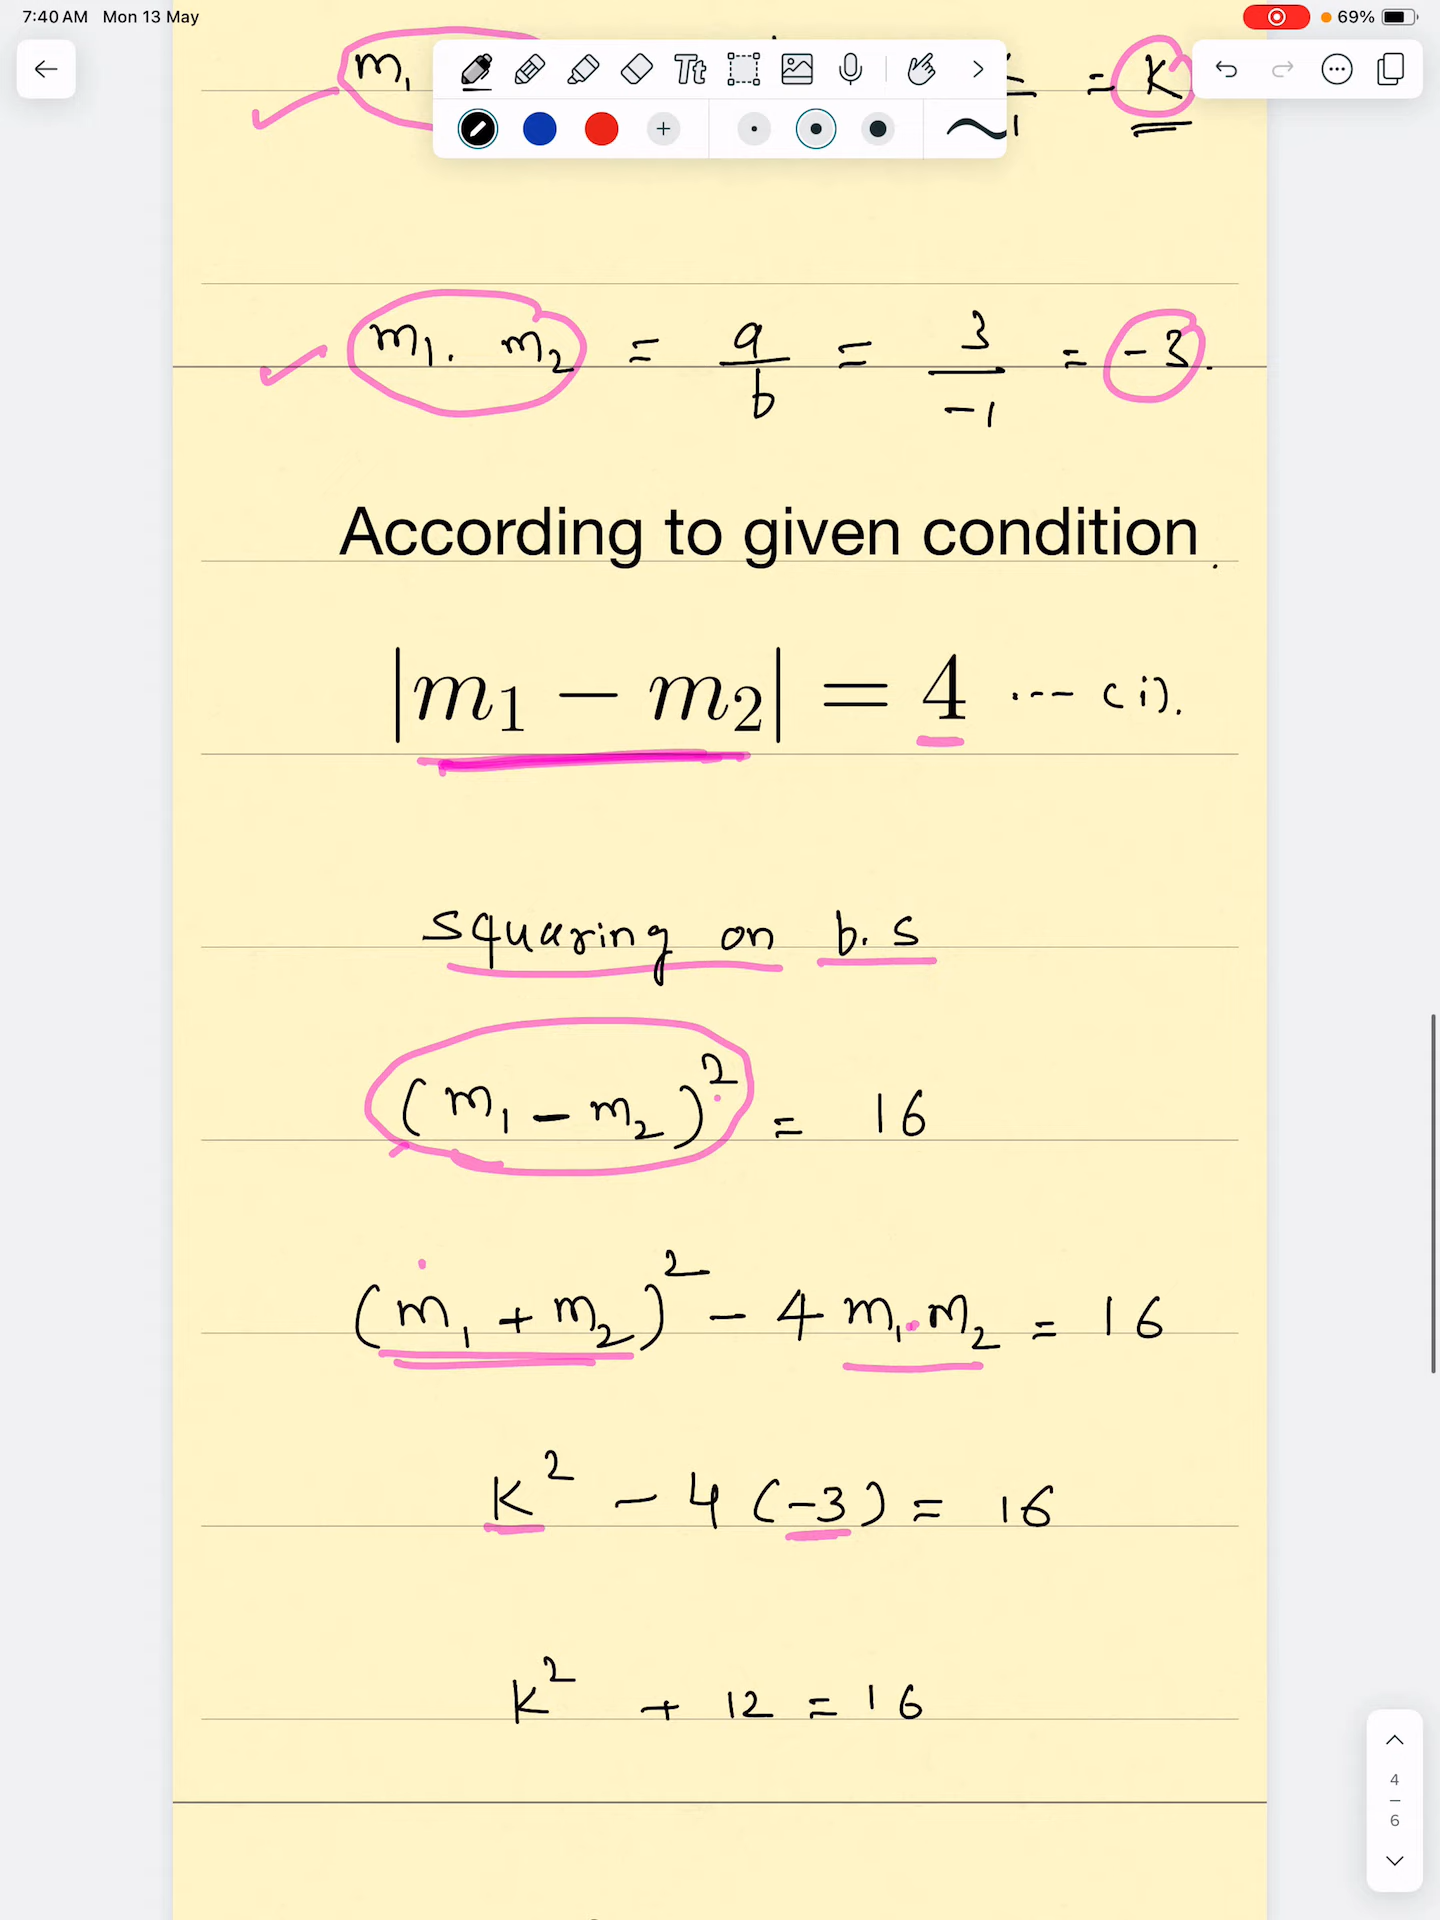 7:40 AM Mon 13 May
69%
m₁
= K
1
Tt
m₁ . m₂ = a/b = 3/-1 = -3.
According to given condition.
|m₁ − m₂| = 4 ---- (i).
squaring on b.s
(m₁ - m₂)² = 16
(m₁ + m₂)² - 4 m₁.m₂ = 16
K² - 4 (-3) = 16
K² + 12 = 16
4
6